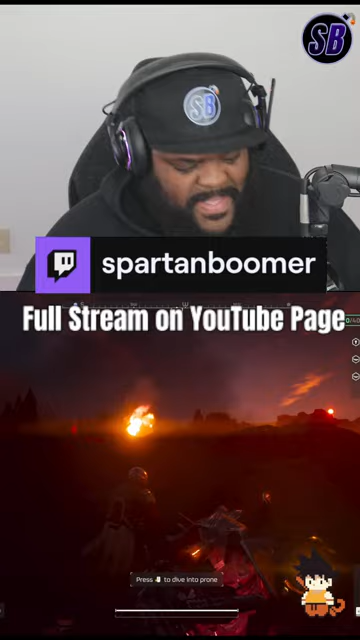 SB
SB
spartanboomer
Full Stream on YouTube Page
Press to dive into prone